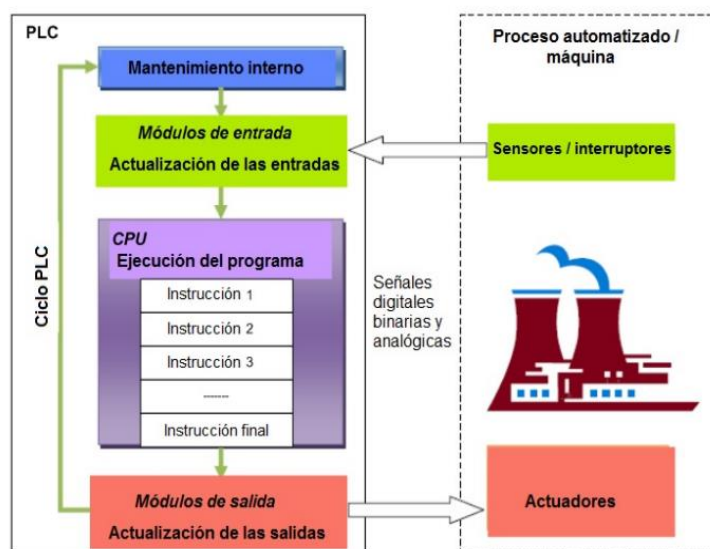 PLC
Mantenimiento interno
Módulos de entrada
Actualización de las entradas
CPU
Ejecución del programa
Instrucción 1
Instrucción 2
Instrucción 3
-------
Instrucción final
Módulos de salida
Actualización de las salidas
Ciclo PLC
Señales
digitales
binarias y
analógicas
Proceso automatizado /
máquina
Sensores / interruptores
Actuadores